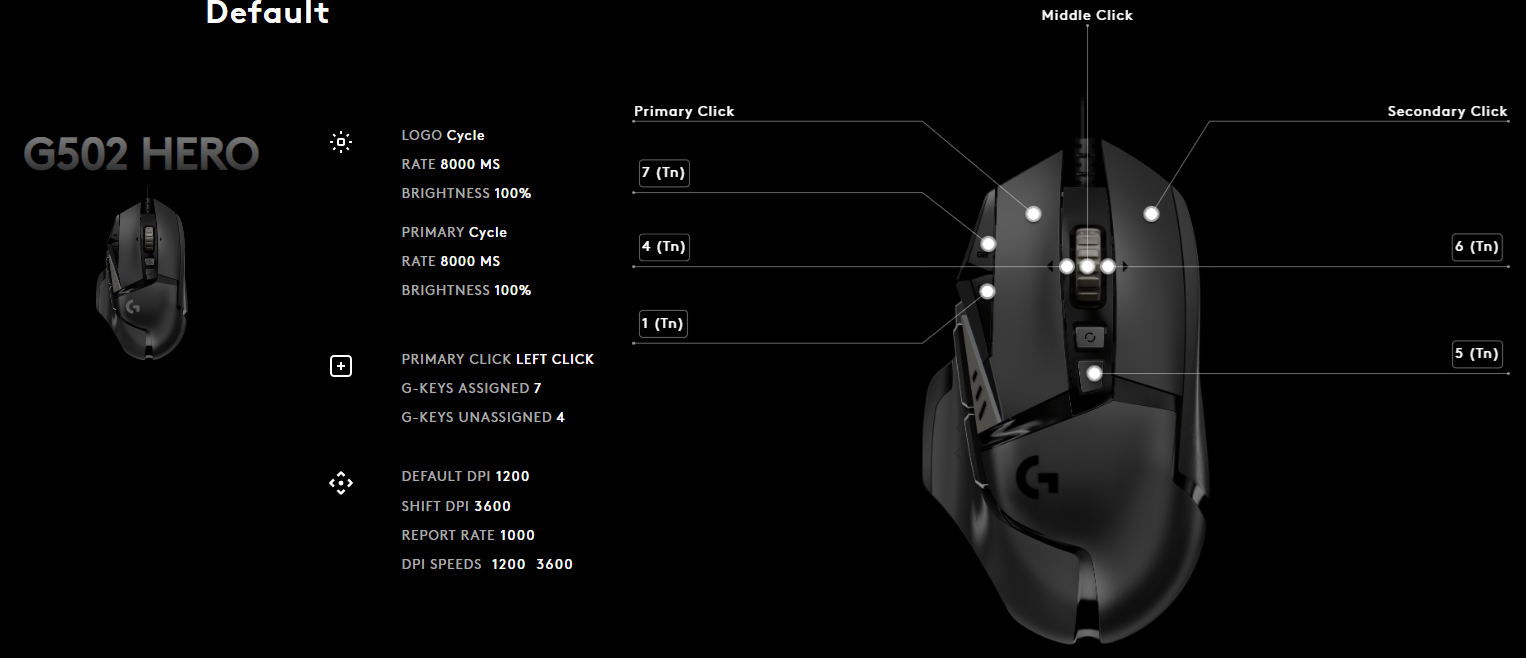 Default
G502 HERO
LOGO Cycle
RATE 8000 MS
BRIGHTNESS 100%
PRIMARY Cycle
RATE 8000 MS
BRIGHTNESS 100%
PRIMARY CLICK LEFT CLICK
G-KEYS ASSIGNED 7
G-KEYS UNASSIGNED 4
DEFAULT DPI 1200
SHIFT DPI 3600
REPORT RATE 1000
DPI SPEEDS 1200 3600
Middle Click
Primary Click
Secondary Click
7 (Tn)
4 (Tn)
6 (Tn)
1 (Tn)
5 (Tn)